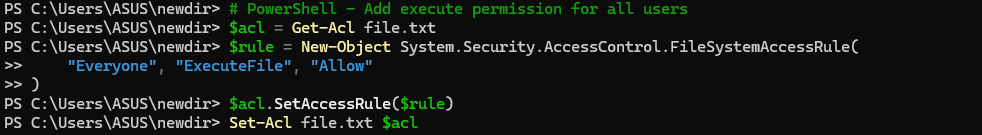 PS C:\Users\ASUS\newdir> # PowerShell - Add execute permission for all users
PS C:\Users\ASUS\newdir> $acl = Get-Acl file.txt
PS C:\Users\ASUS\newdir> $rule = New-Object System.Security.AccessControl.FileSystemAccessRule(
>>     "Everyone", "ExecuteFile", "Allow"
>> )
PS C:\Users\ASUS\newdir> $acl.SetAccessRule($rule)
PS C:\Users\ASUS\newdir> Set-Acl file.txt $acl